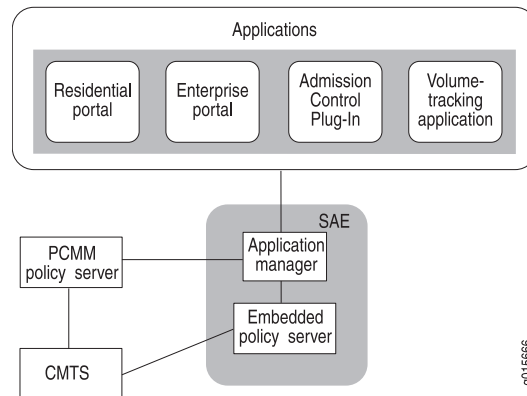 Applications
Residential
portal
Enterprise
portal
Admission
Control
Plug-In
Volume-
tracking
application
SAE
PCMM
policy server
Application
manager
Embedded
policy server
CMTS
g015666